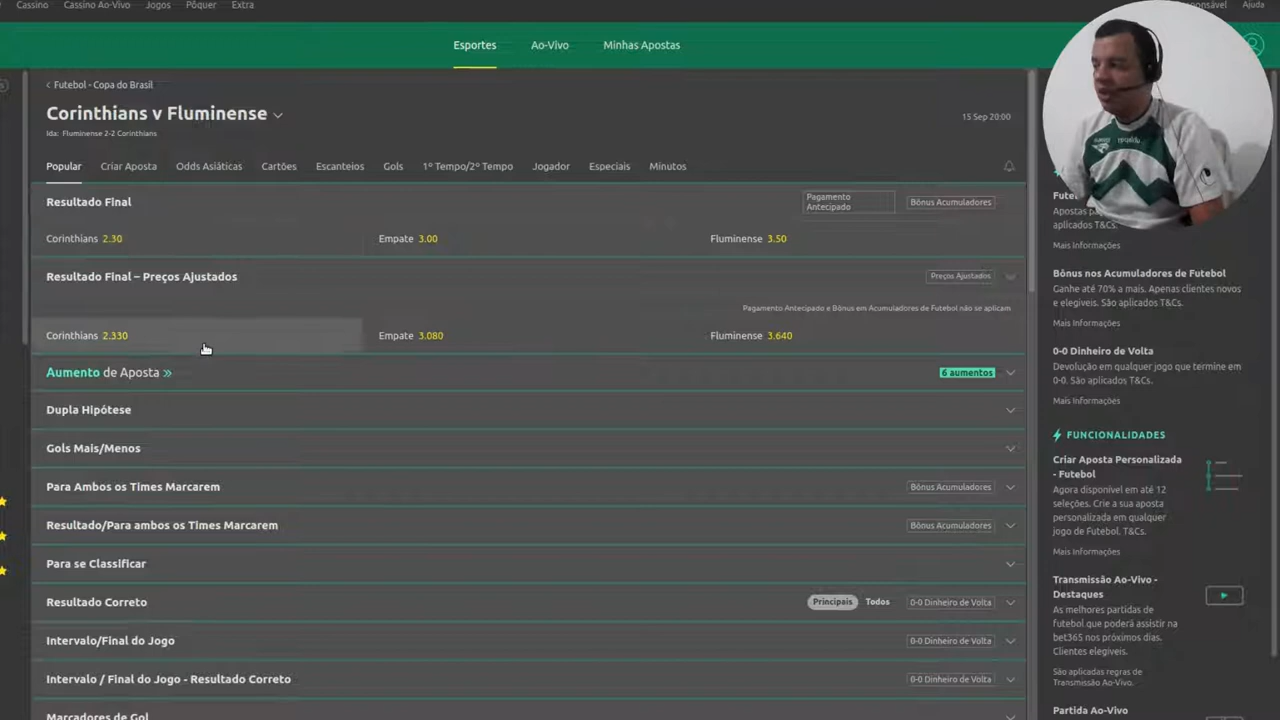 Cassino Cassino Ao-Vivo Jogos Pôquer Extra
Ajuda
Esportes Ao-Vivo Minhas Apostas
Futebol - Copa do Brasil
Corinthians v Fluminense
15 Sep 20:00
Ida: Fluminense 2-2 Corinthians
Popular Criar Aposta Odds Asiáticas Cartões Escanteios Gols 1º Tempo/2º Tempo Jogador Especiais Minutos
Resultado Final
Pagamento
Antecipado
Bônus Acumuladores
Corinthians 2.30 Empate 3.00 Fluminense 3.50
Resultado Final – Preços Ajustados
Preços Ajustados
Pagamento Antecipado e Bônus em Acumuladores de Futebol não se aplicam
Corinthians 2.330 Empate 3.080 Fluminense 3.640
Aumento de Aposta »
6 aumentos
Dupla Hipótese
Gols Mais/Menos
Para Ambos os Times Marcarem
Bônus Acumuladores
Resultado/Para ambos os Times Marcarem
Bônus Acumuladores
Para se Classificar
Resultado Correto
Principais Todos 0-0 Dinheiro de Volta
Intervalo/Final do Jogo
0-0 Dinheiro de Volta
Intervalo / Final do Jogo - Resultado Correto
0-0 Dinheiro de Volta
Marcadores de Gol
Apostas
aplicados T&Cs.
Mais Informações
Bônus nos Acumuladores de Futebol
Ganhe até 70% a mais. Apenas clientes novos
e elegíveis. São aplicados T&Cs.
Mais Informações
0-0 Dinheiro de Volta
Devolução em qualquer jogo que termine em
0-0. São aplicados T&Cs.
Mais Informações
FUNCIONALIDADES
Criar Aposta Personalizada
- Futebol
Agora disponível em até 12
seleções. Crie a sua aposta
personalizada em qualquer
jogo de Futebol. T&Cs.
Mais Informações
Transmissão Ao-Vivo -
Destaques
As melhores partidas de
futebol que poderá assistir na
bet365 nos próximos dias.
Clientes elegíveis.
São aplicadas regras de
Transmissão Ao-Vivo.
Partida Ao-Vivo